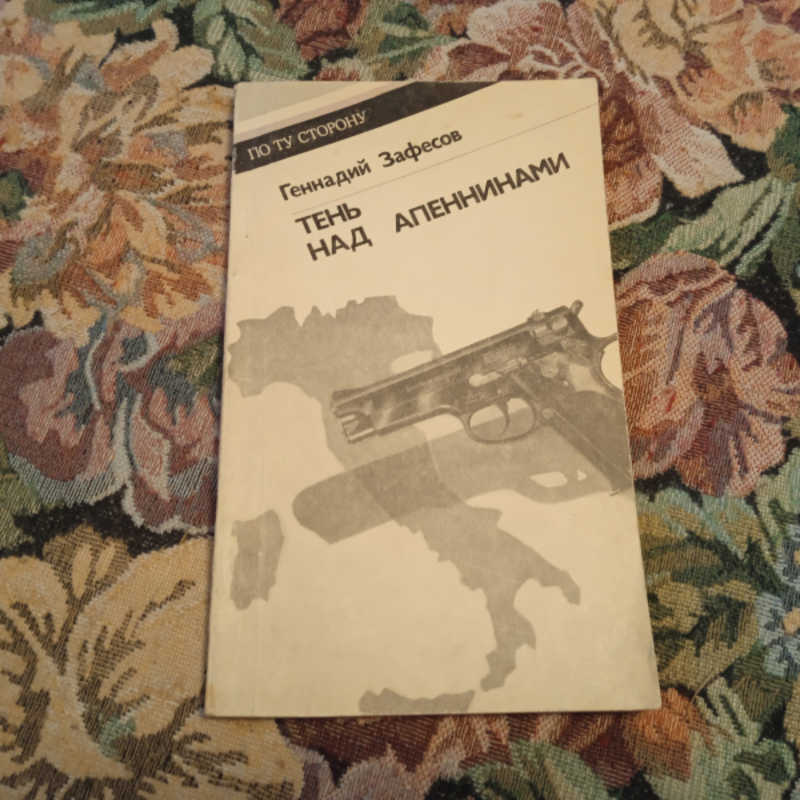 ПО ТУ СТОРОНУ
Геннадий Зафесов
ТЕНЬ
НАД АПЕННИНАМИ